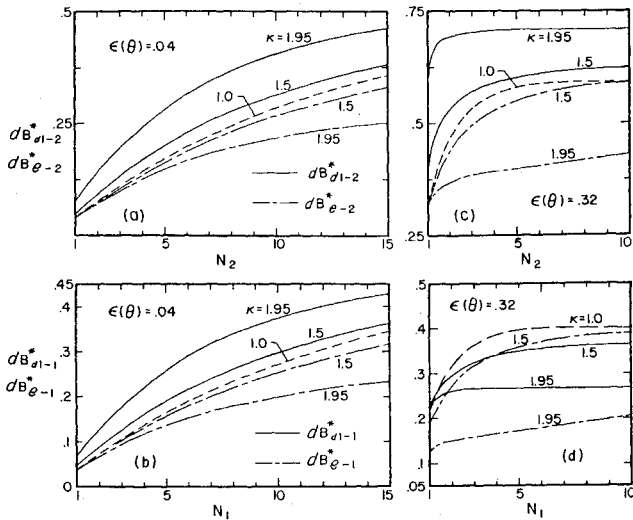 .5
ϵ(θ) = .04
κ = 1.95
1.5
1.0
1.5
1.95
.25
dB*d1-2
dB*e-2
dB*d1-2
dB*e-2
(a)
1 5 10 15
N2
.75
κ = 1.95
1.5
1.0
1.5
.5
1.95
(c)
ϵ(θ) = .32
.25
1 5 10
N2
.45
ϵ(θ) = .04
κ = 1.95
1.5
1.0
1.5
1.95
.3
.2
.1
0
dB*d1-1
dB*e-1
dB*d1-1
dB*e-1
(b)
1 5 10 15
N1
.5
ϵ(θ) = .32
κ = 1.0
.4
1.5
1.5
.3
1.95
.2
1.95
.1
.05
(d)
1 5 10
N1